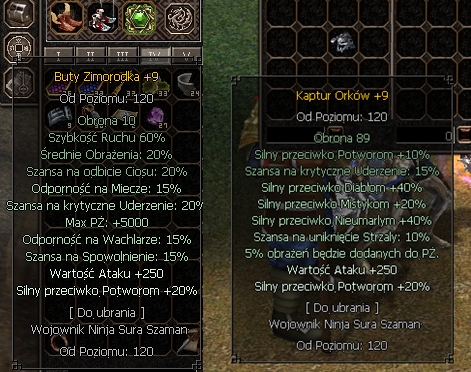 I
II
III
IV
V
Buty Zimorodka +9
Od Poziomu: 120
Obrona 10
Szybkość Ruchu 60%
Średnie Obrażenia: 20%
Szansa na odbicie Ciosu: 20%
Odporność na Miecze: 15%
Szansa na krytyczne Uderzenie: 20%
Max PŻ: +5000
Odporność na Wachlarze: 15%
Szansa na Spowolnienie: 15%
Wartość Ataku +250
Silny przeciwko Potworom +20%
[ Do ubrania ]
Wojownik Ninja Sura Szaman
Od Poziomu: 120
Kaptur Orków +9
Od Poziomu: 120
Obrona 89
Silny przeciwko Potworom +10%
Szansa na krytyczne Uderzenie: 15%
Silny przeciwko Diabłom +40%
Silny przeciwko Mistykom +20%
Silny przeciwko Nieumarłym +40%
Szansa na uniknięcie Strzały: 10%
5% obrażeń będzie dodanych do PŻ.
Wartość Ataku +250
Silny przeciwko Potworom +20%
[ Do ubrania ]
Wojownik Ninja Sura Szaman
Od Poziomu: 120